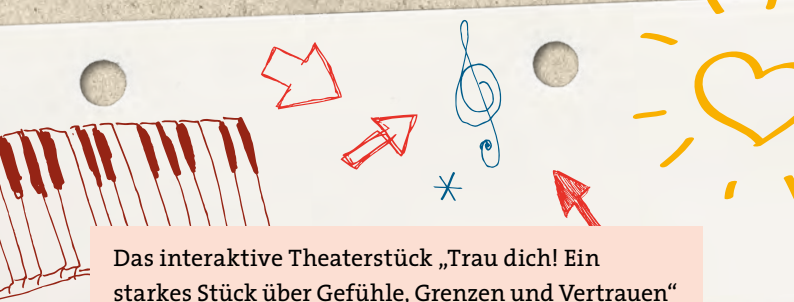 Das interaktive Theaterstück „Trau dich! Ein
starkes Stück über Gefühle, Grenzen und Vertrauen“